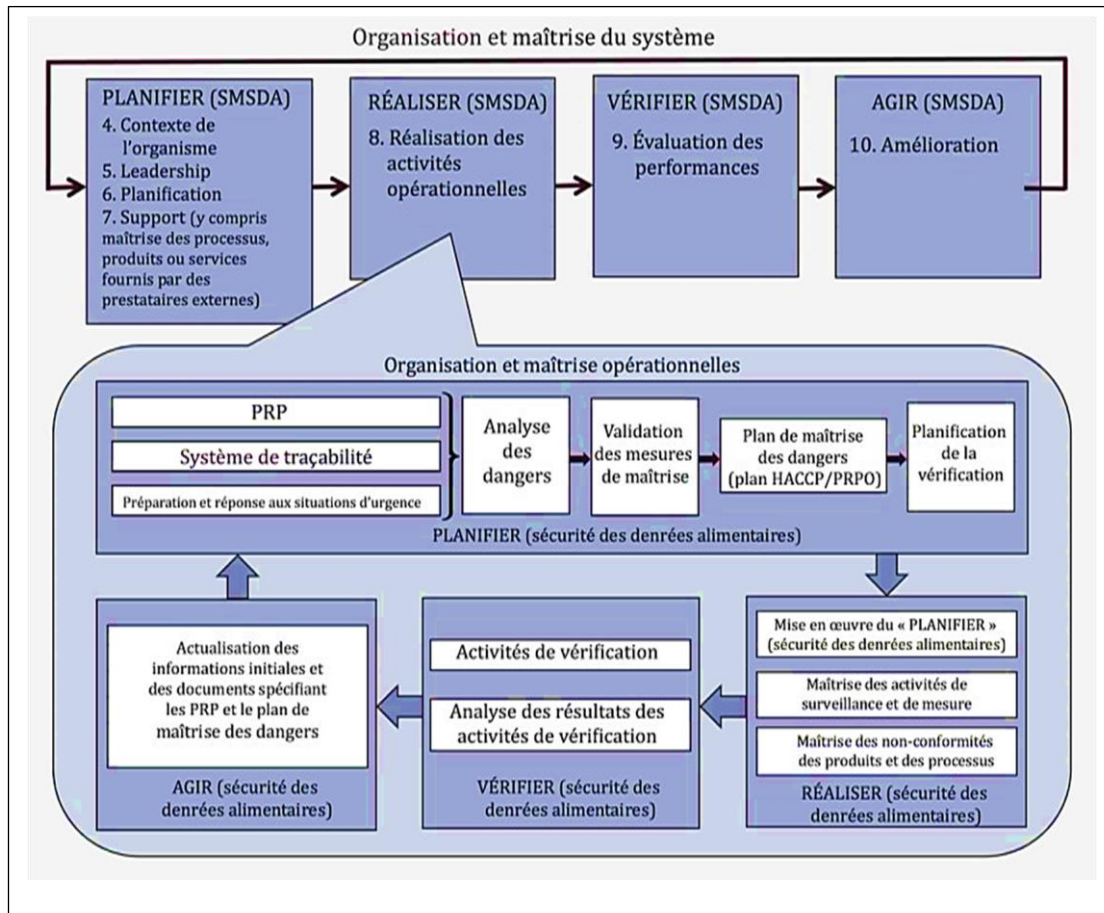 Organisation et maîtrise du système
PLANIFIER (SMSDA)
4. Contexte de
l'organisme
5. Leadership
6. Planification
7. Support (y compris
maîtrise des processus,
produits ou services
fournis par des
prestataires externes)
RÉALISER (SMSDA)
8. Réalisation des
activités
opérationnelles
VÉRIFIER (SMSDA)
9. Évaluation des
performances
AGIR (SMSDA)
10. Amélioration
Organisation et maîtrise opérationnelles
PRP
Système de traçabilité
Préparation et réponse aux situations d'urgence
Analyse
des
dangers
Validation
des mesures
de maîtrise
Plan de maîtrise
des dangers
(plan HACCP/PRPO)
Planification
de la
vérification
PLANIFIER (sécurité des denrées alimentaires)
Actualisation des
informations initiales et
des documents spécifiant
les PRP et le plan de
maîtrise des dangers
AGIR (sécurité des
denrées alimentaires)
Activités de vérification
Analyse des résultats des
activités de vérification
VÉRIFIER (sécurité des
denrées alimentaires)
Mise en œuvre du « PLANIFIER »
(sécurité des denrées alimentaires)
Maîtrise des activités de
surveillance et de mesure
Maîtrise des non-conformités
des produits et des processus
RÉALISER (sécurité des
denrées alimentaires)